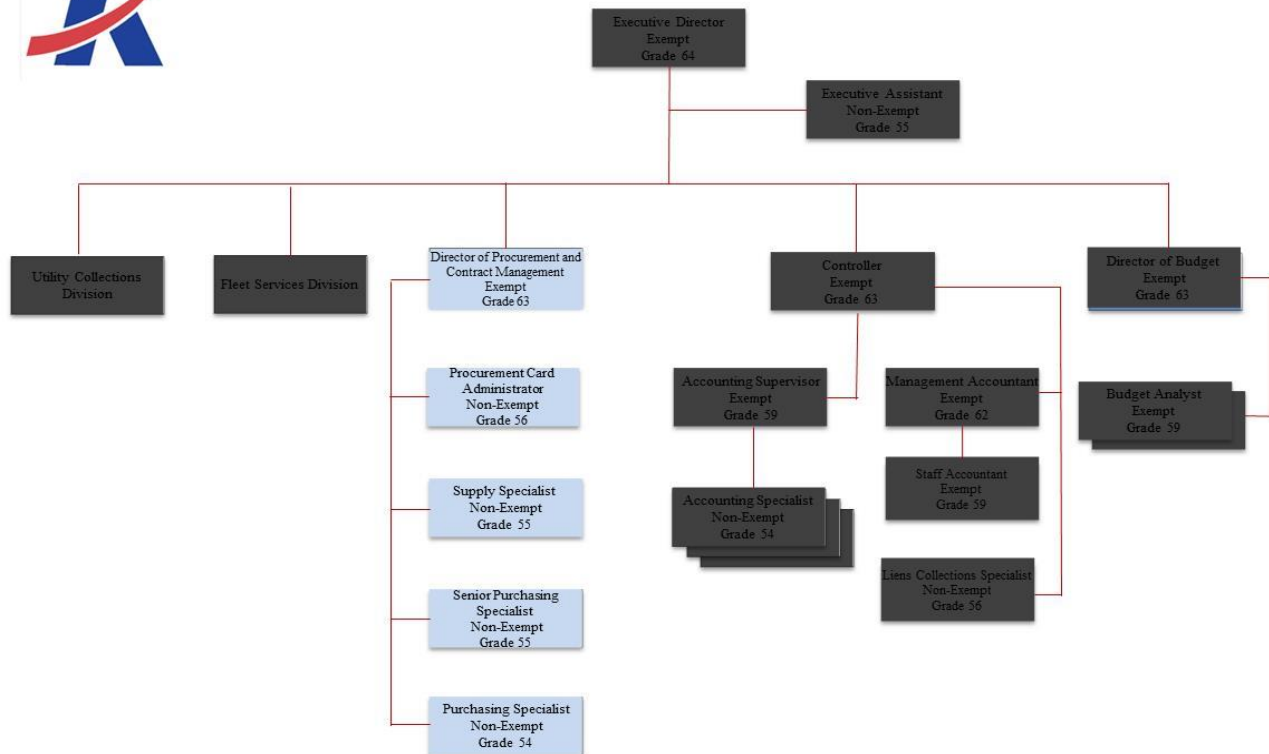 Executive Director
Exempt
Grade 64
Executive Assistant
Non-Exempt
Grade 55
Utility Collections
Division
Fleet Services Division
Director of Procurement and
Contract Management
Exempt
Grade 63
Controller
Exempt
Grade 63
Director of Budget
Exempt
Grade 63
Procurement Card
Administrator
Non-Exempt
Grade 56
Accounting Supervisor
Exempt
Grade 59
Management Accountant
Exempt
Grade 62
Budget Analyst
Exempt
Grade 59
Supply Specialist
Non-Exempt
Grade 55
Accounting Specialist
Non-Exempt
Grade 54
Staff Accountant
Exempt
Grade 59
Senior Purchasing
Specialist
Non-Exempt
Grade 55
Liens Collections Specialist
Non-Exempt
Grade 56
Purchasing Specialist
Non-Exempt
Grade 54